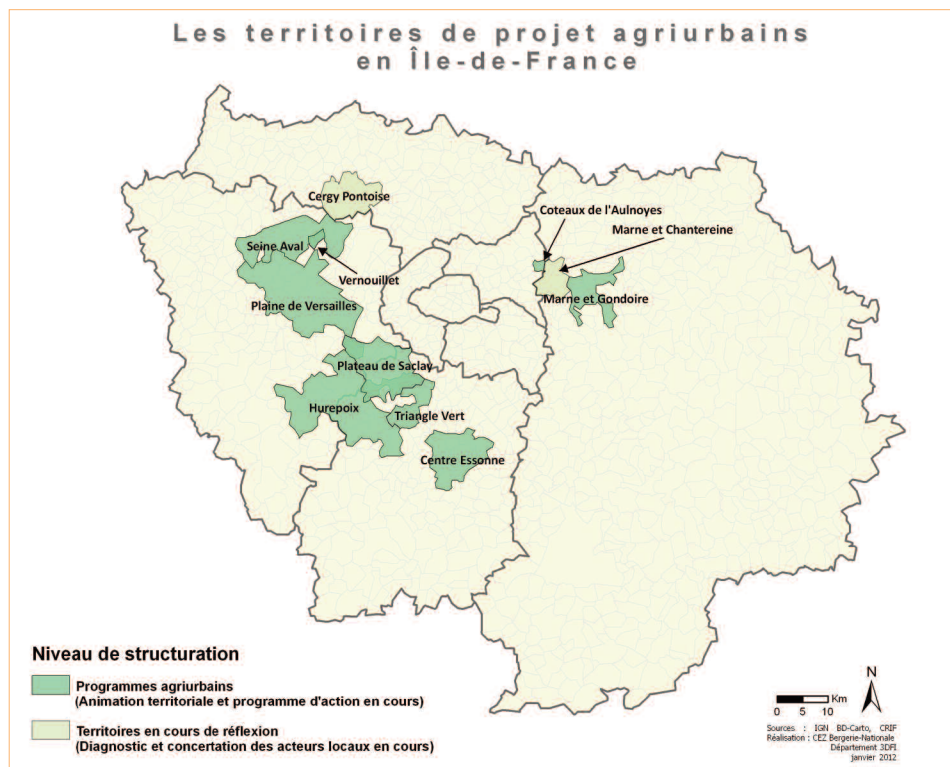 Les territoires de projet agriurbains
en Île-de-France
Cergy Pontoise
Coteaux de l'Aulnoyes
Marne et Chantereine
Seine Aval
Vernouillet
Plaine de Versailles
Marne et Gondoire
Plateau de Saclay
Hurepoix
Triangle Vert
Centre Essonne
Niveau de structuration
Programmes agriurbains
(Animation territoriale et programme d'action en cours)
Territoires en cours de réflexion
(Diagnostic et concertation des acteurs locaux en cours)
N
Km
0 5 10
Sources : IGN BD-Carto, CRIF
Réalisation : CEZ Bergerie-Nationale
Département 3DFI
janvier 2012